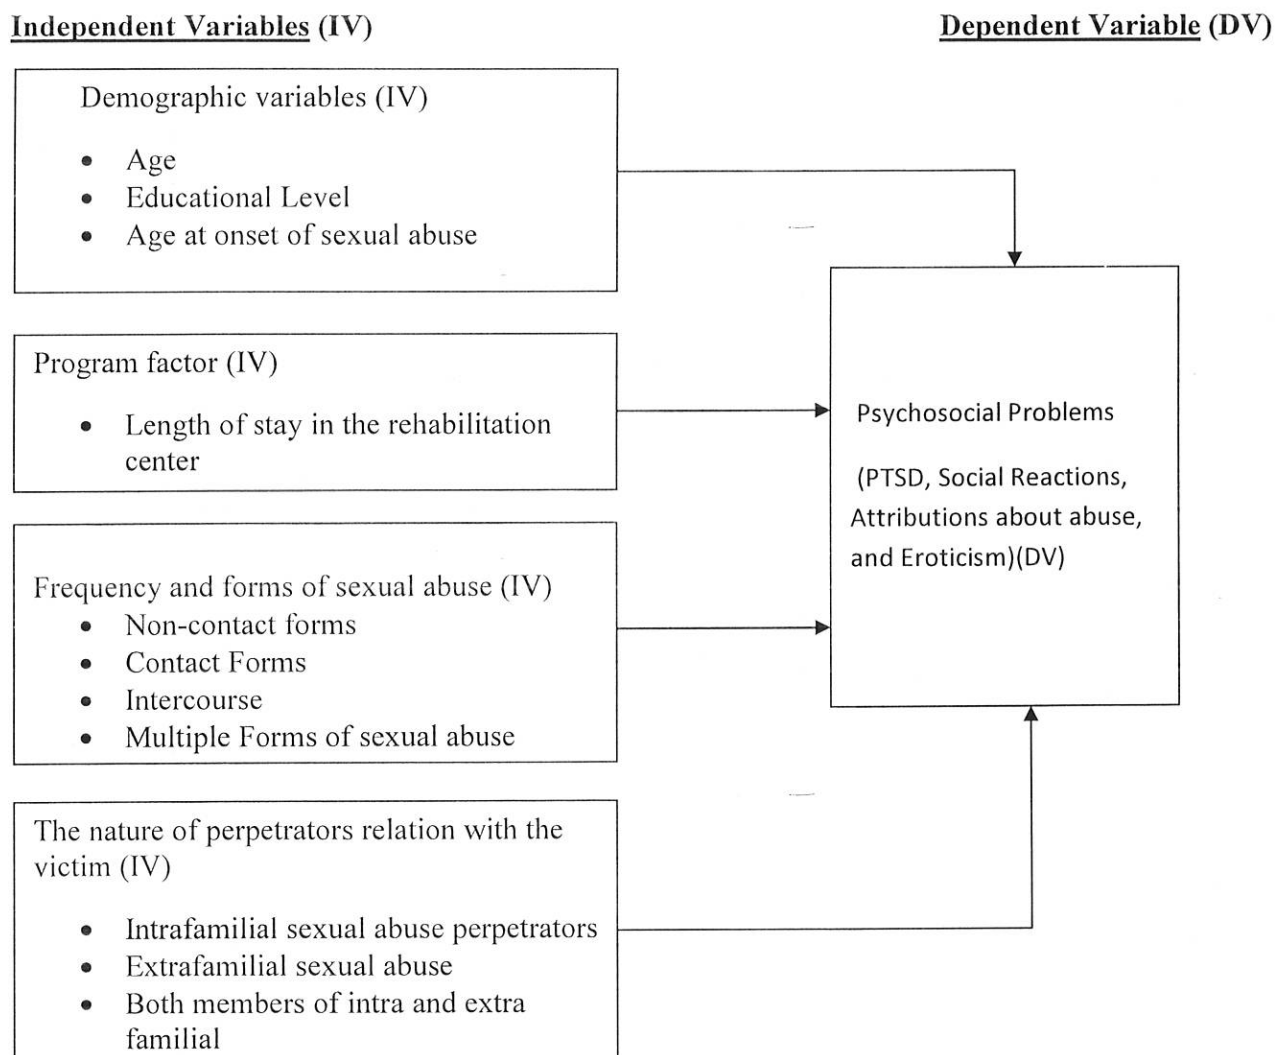 Independent Variables (IV)
Dependent Variable (DV)
Demographic variables (IV)
• Age
• Educational Level
• Age at onset of sexual abuse
Program factor (IV)
• Length of stay in the rehabilitation
center
Frequency and forms of sexual abuse (IV)
• Non-contact forms
• Contact Forms
• Intercourse
• Multiple Forms of sexual abuse
The nature of perpetrators relation with the
victim (IV)
• Intrafamilial sexual abuse perpetrators
• Extrafamilial sexual abuse
• Both members of intra and extra
familial
Psychosocial Problems
(PTSD, Social Reactions,
Attributions about abuse,
and Eroticism)(DV)